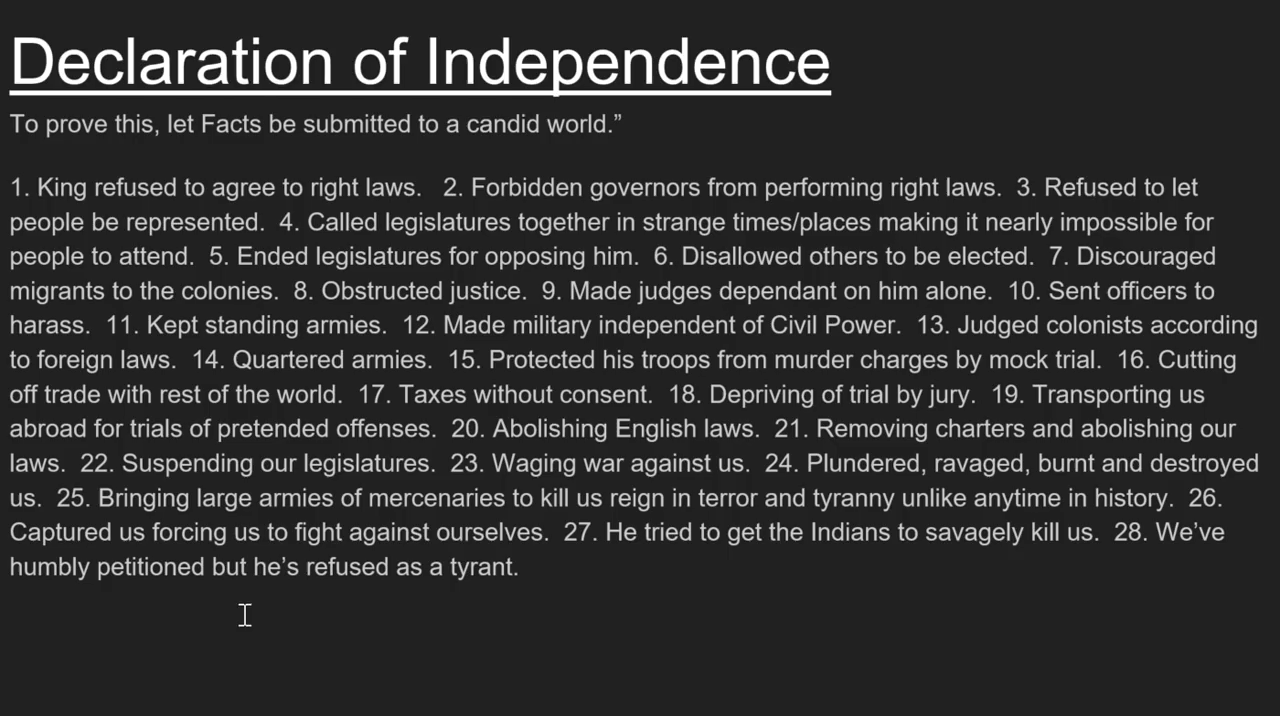 Declaration of Independence
To prove this, let Facts be submitted to a candid world.”
1. King refused to agree to right laws.   2. Forbidden governors from performing right laws.  3. Refused to let
people be represented.  4. Called legislatures together in strange times/places making it nearly impossible for
people to attend.  5. Ended legislatures for opposing him.  6. Disallowed others to be elected.  7. Discouraged
migrants to the colonies.  8. Obstructed justice.  9. Made judges dependant on him alone.  10. Sent officers to
harass.  11. Kept standing armies.  12. Made military independent of Civil Power.  13. Judged colonists according
to foreign laws.  14. Quartered armies.  15. Protected his troops from murder charges by mock trial.  16. Cutting
off trade with rest of the world.  17. Taxes without consent.  18. Depriving of trial by jury.  19. Transporting us
abroad for trials of pretended offenses.  20. Abolishing English laws.  21. Removing charters and abolishing our
laws.  22. Suspending our legislatures.  23. Waging war against us.  24. Plundered, ravaged, burnt and destroyed
us.  25. Bringing large armies of mercenaries to kill us reign in terror and tyranny unlike anytime in history.  26.
Captured us forcing us to fight against ourselves.  27. He tried to get the Indians to savagely kill us.  28. We’ve
humbly petitioned but he’s refused as a tyrant.